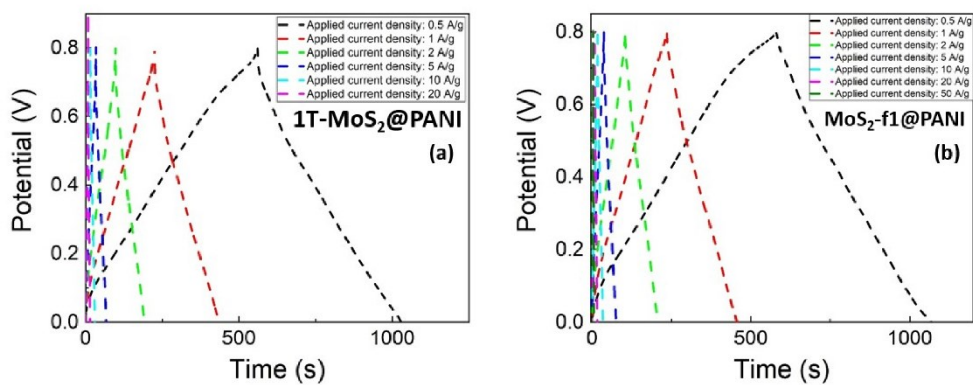 Applied current density: 0.5 A/g
Applied current density: 1 A/g
Applied current density: 2 A/g
Applied current density: 5 A/g
Applied current density: 10 A/g
Applied current density: 20 A/g
1T-MoS₂@PANI
(a)
Potential (V)
0.8
0.6
0.4
0.2
0.0
0
500
1000
Time (s)
Applied current density: 0.5 A/g
Applied current density: 1 A/g
Applied current density: 2 A/g
Applied current density: 5 A/g
Applied current density: 10 A/g
Applied current density: 20 A/g
Applied current density: 50 A/g
MoS₂-f1@PANI
(b)
Potential (V)
0.8
0.6
0.4
0.2
0.0
0
500
1000
Time (s)